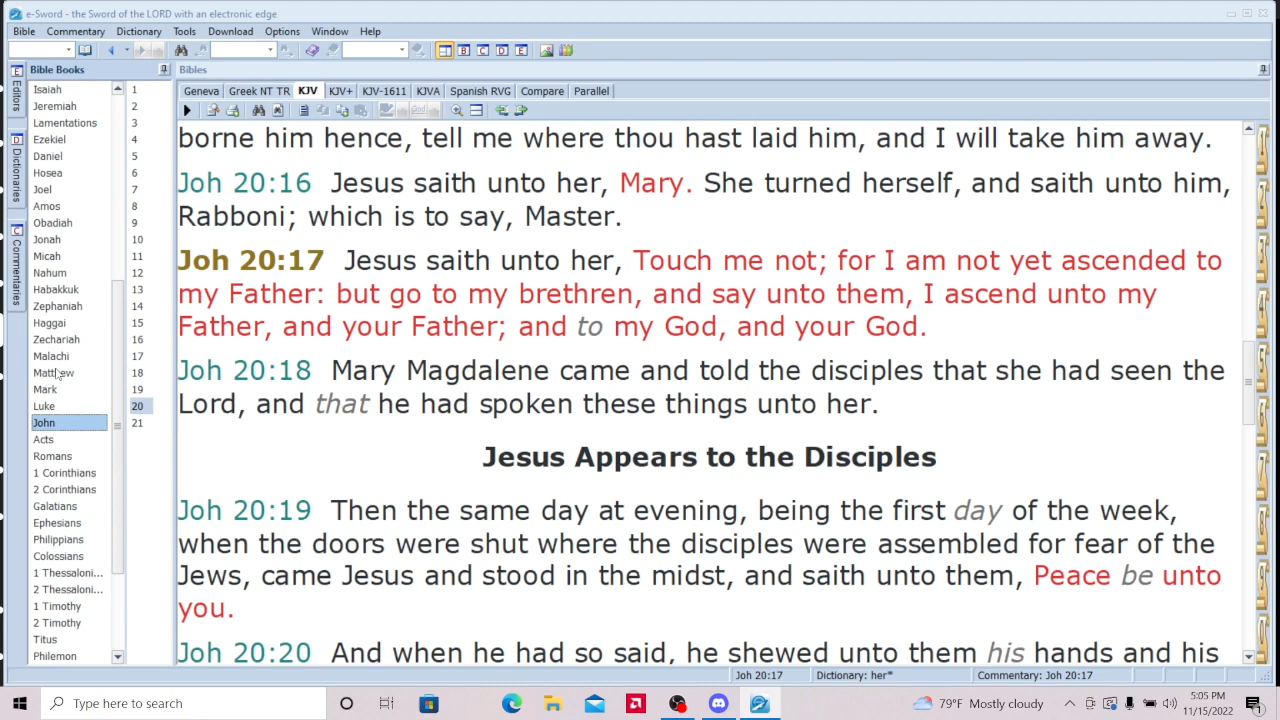 e-Sword - the Sword of the LORD with an electronic edge
Bible Commentary Dictionary Tools Download Options Window Help
Bible Books
Bibles
Editors
Dictionaries
Commentaries
Isaiah
Jeremiah
Lamentations
Ezekiel
Daniel
Hosea
Joel
Amos
Obadiah
Jonah
Micah
Nahum
Habakkuk
Zephaniah
Haggai
Zechariah
Malachi
Matthew
Mark
Luke
John
Acts
Romans
1 Corinthians
2 Corinthians
Galatians
Ephesians
Philippians
Colossians
1 Thessaloni...
2 Thessaloni...
1 Timothy
2 Timothy
Titus
Philemon
1
2
3
4
5
6
7
8
9
10
11
12
13
14
15
16
17
18
19
20
21
Geneva Greek NT TR KJV KJV+ KJV-1611 KJVA Spanish RVG Compare Parallel
borne him hence, tell me where thou hast laid him, and I will take him away.
Joh 20:16 Jesus saith unto her, Mary. She turned herself, and saith unto him,
Rabboni; which is to say, Master.
Joh 20:17 Jesus saith unto her, Touch me not; for I am not yet ascended to
my Father: but go to my brethren, and say unto them, I ascend unto my
Father, and your Father; and to my God, and your God.
Joh 20:18 Mary Magdalene came and told the disciples that she had seen the
Lord, and that he had spoken these things unto her.
Jesus Appears to the Disciples
Joh 20:19 Then the same day at evening, being the first day of the week,
when the doors were shut where the disciples were assembled for fear of the
Jews, came Jesus and stood in the midst, and saith unto them, Peace be unto
you.
Joh 20:20 And when he had so said, he shewed unto them his hands and his
Joh 20:17 Dictionary: her* Commentary: Joh 20:17
Type here to search
79°F Mostly cloudy
5:05 PM
11/15/2022